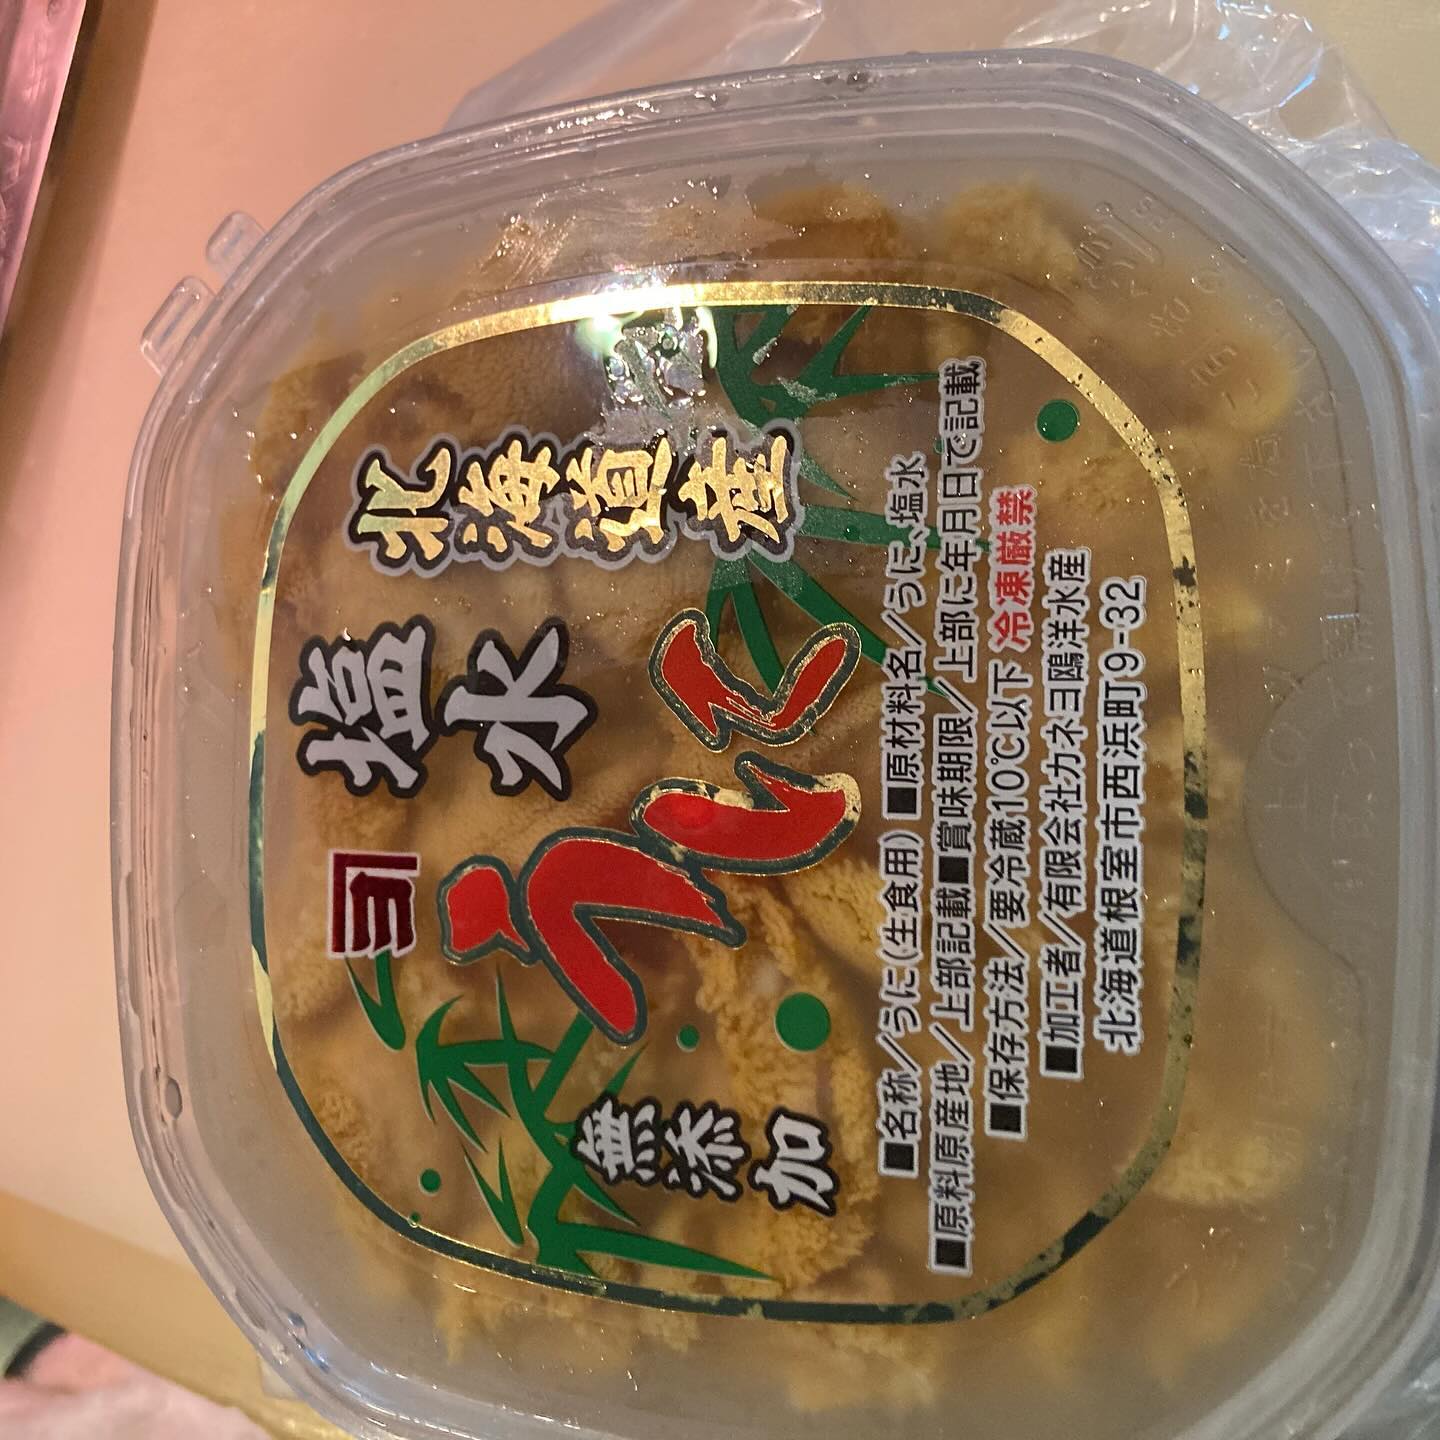 北海道産
塩水
うに
無添加
■名称/うに(生食用) ■原材料名/うに、塩水
■原料原産地/上部記載■賞味期限/上部に年月日で記載
■保存方法/要冷蔵10℃以下 冷凍厳禁
■加工者/有限会社カネヨ鴎洋水産
北海道根室市西浜町9-32